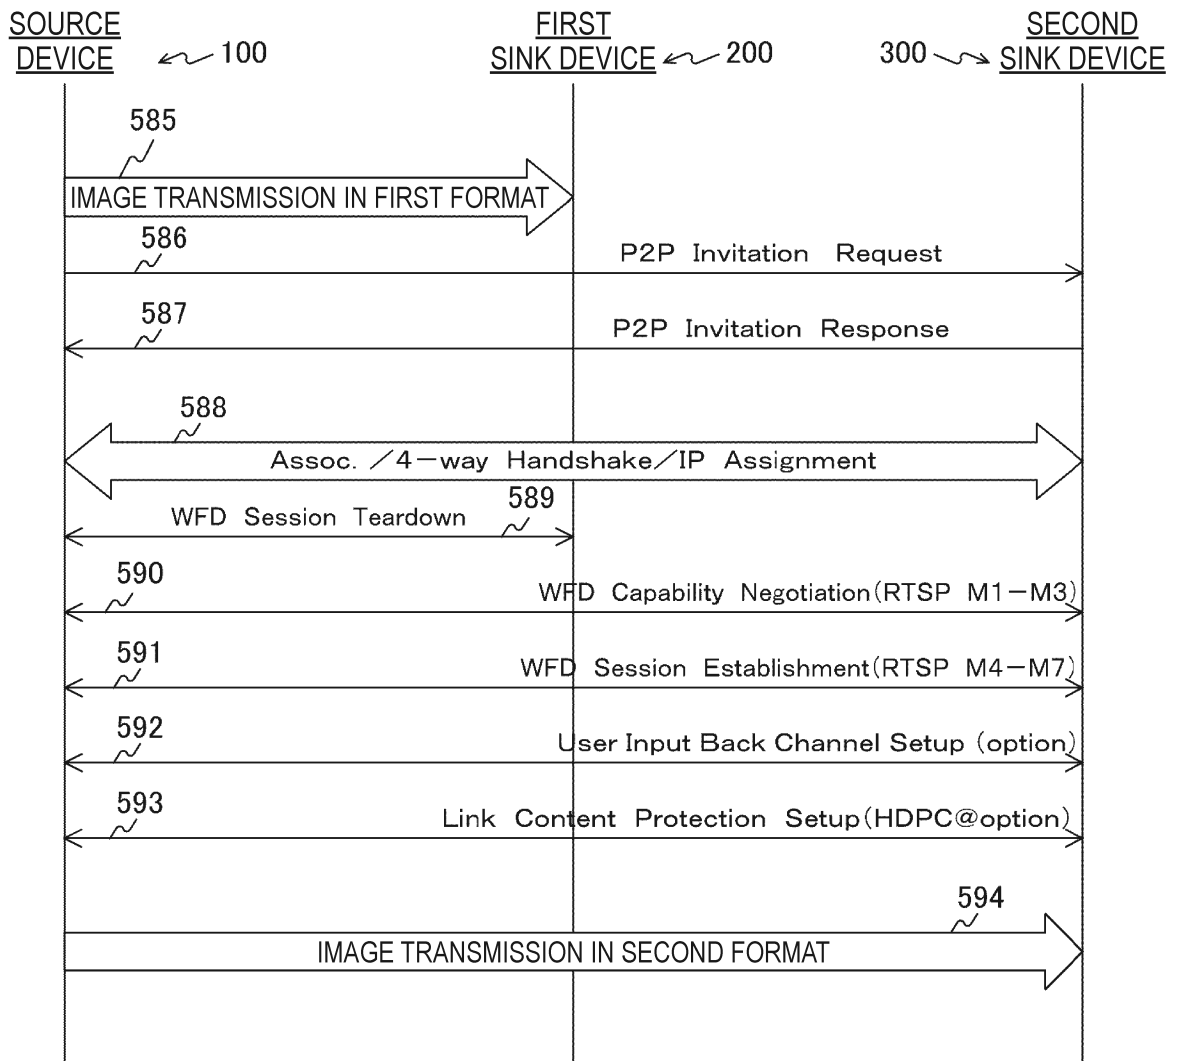 SOURCE
DEVICE
100
FIRST
SINK DEVICE
200
300
SECOND
SINK DEVICE
585
IMAGE TRANSMISSION IN FIRST FORMAT
586
P2P Invitation Request
587
P2P Invitation Response
588
Assoc. /4-way Handshake/IP Assignment
589
WFD Session Teardown
590
WFD Capability Negotiation(RTSP M1-M3)
591
WFD Session Establishment(RTSP M4-M7)
592
User Input Back Channel Setup (option)
593
Link Content Protection Setup(HDPC@option)
594
IMAGE TRANSMISSION IN SECOND FORMAT